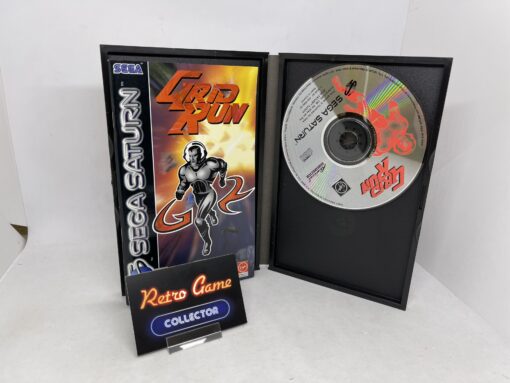 SEGA
GRID
RUN
SEGA SATURN
Retro Game
COLLECTOR
SEGA SATURN
GRID
RUN